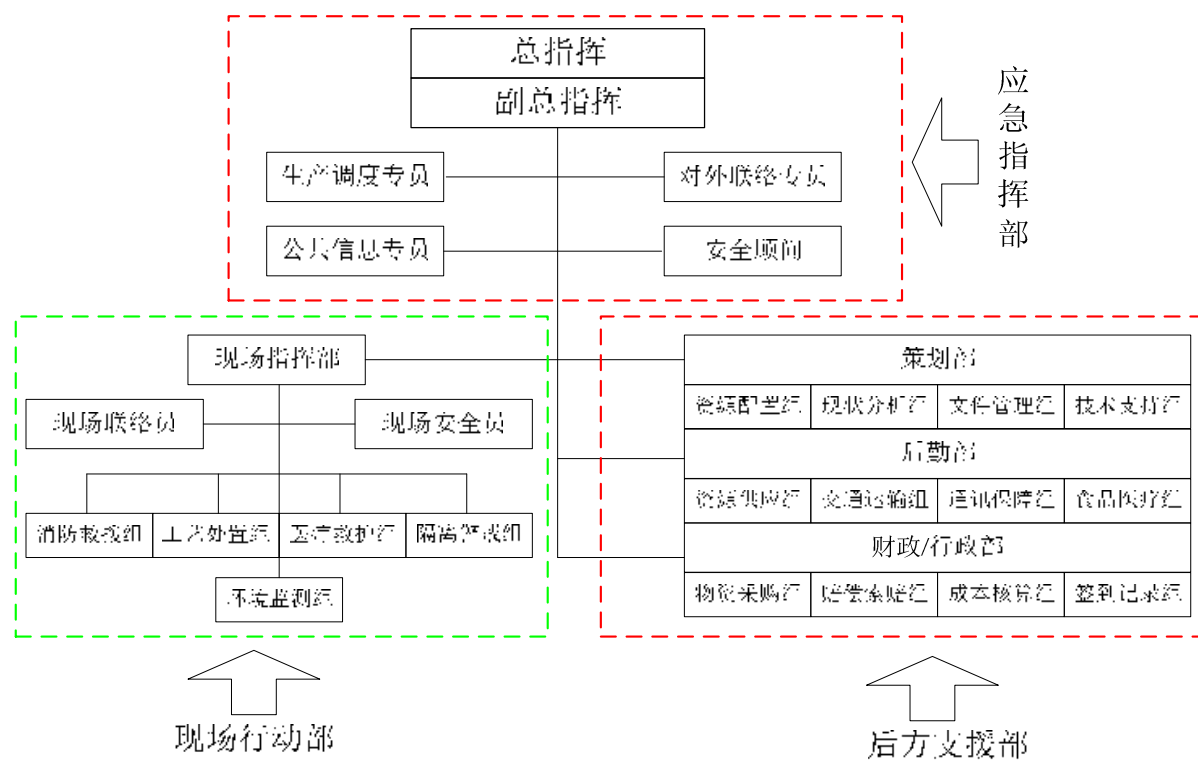 总指挥
副总指挥
生产调度专员
对外联络专员
公共信息专员
安全顾问
应急指挥部
现场指挥部
现场联络员
现场安全员
消防救援组
工艺处置组
医疗救护组
隔离警戒组
环境监测组
策划部
资源配置组
现状分析组
文件管理组
技术支持组
后勤部
资源供应组
交通运输组
通讯保障组
食品医疗组
财政/行政部
物资采购组
赔偿索赔组
成本核算组
签到记录组
现场行动部
后方支援部